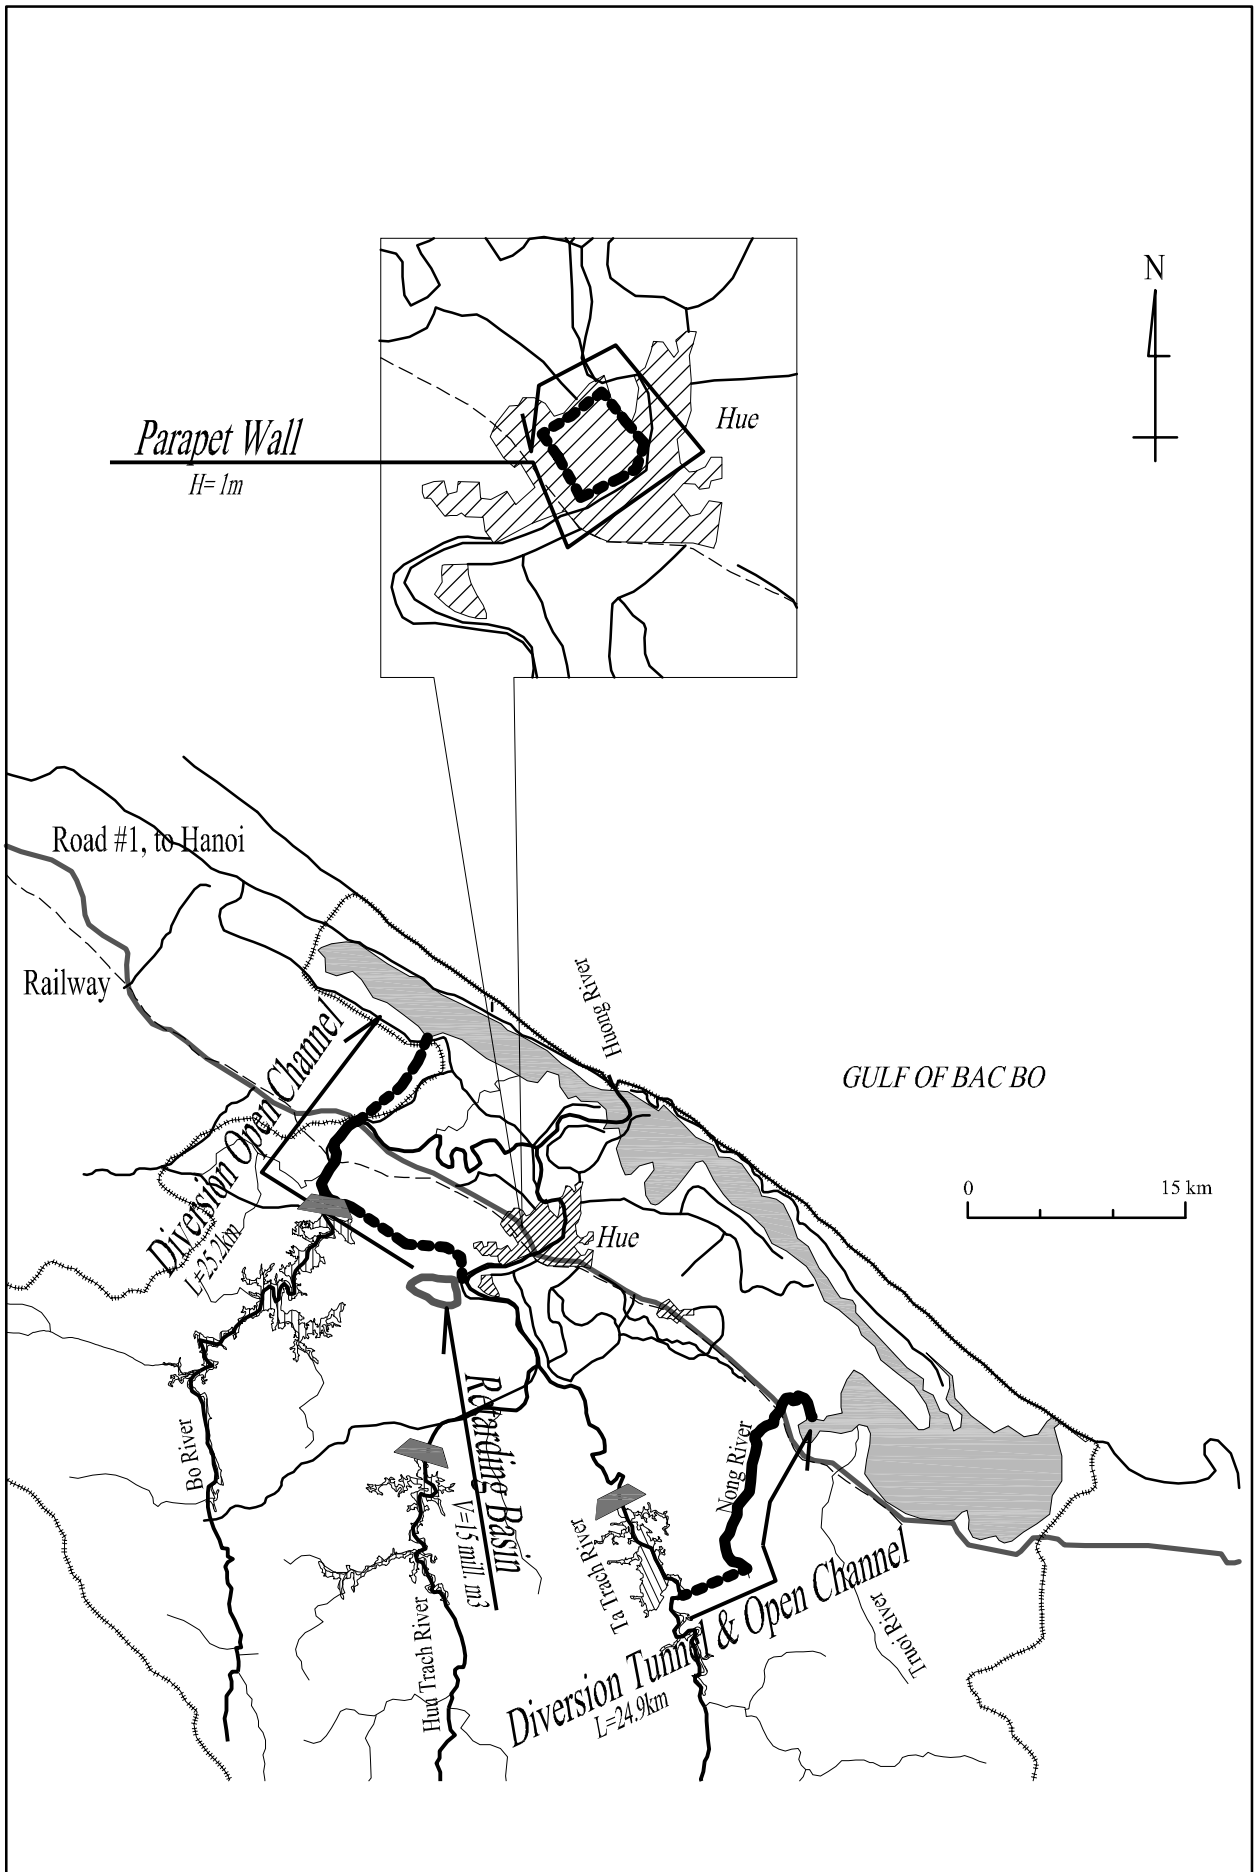 N
Hue
Parapet Wall
H= 1m
Road #1, to Hanoi
Railway
Huong River
Diversion Open Channel
L=25.2km
GULF OF BAC BO
0 15 km
Hue
Bo River
Retarding Basin
V=15 mill. m3
Nong River
Huu Trach River
Ta Trach River
Diversion Tunnel & Open Channel
L=24.9km
Truoi River